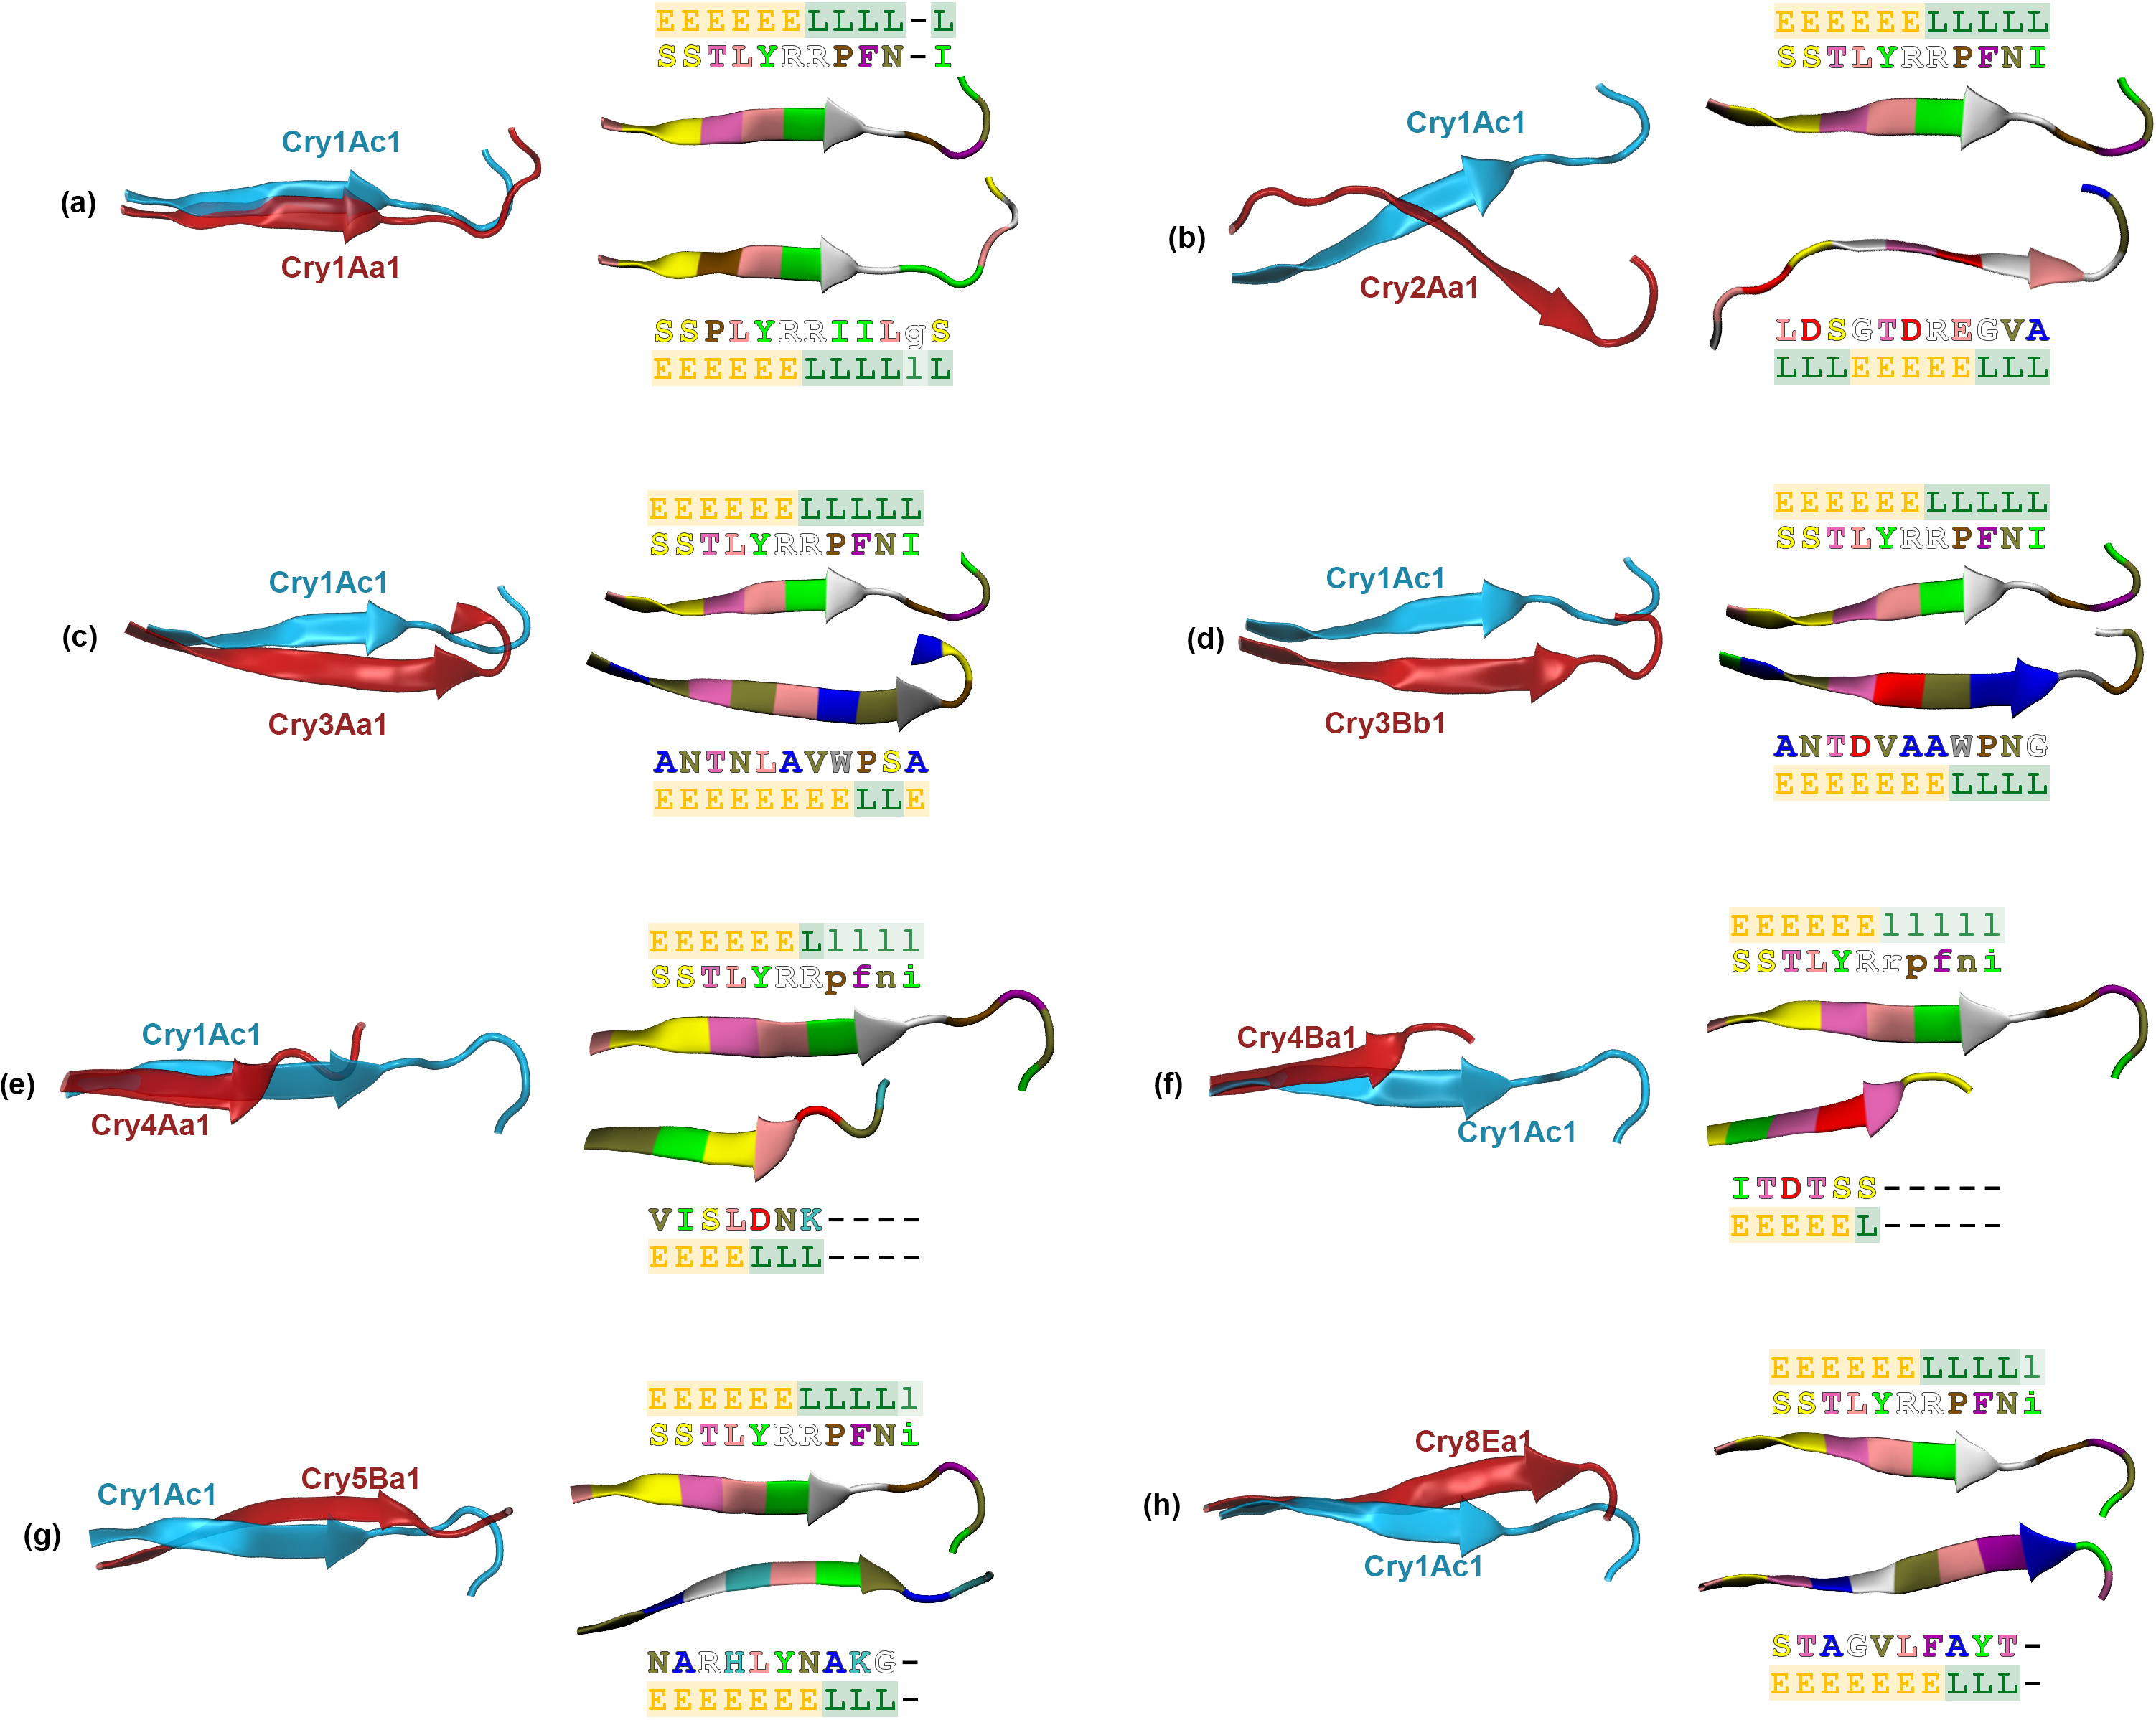 (a)
Cry1Ac1
Cry1Aa1
EEEEEELLLL-L
SSTLYRRPFN-I
SSPLYRRIILgS
EEEEEELLLLlL
(b)
Cry1Ac1
Cry2Aa1
EEEEEELLLLL
SSTLYRRPFNI
LDSGTDREGVA
LLLEEEEELLL
(c)
Cry1Ac1
Cry3Aa1
EEEEEELLLLL
SSTLYRRPFNI
ANTNLAVWPSA
EEEEEEEELLE
(d)
Cry1Ac1
Cry3Bb1
EEEEEELLLLL
SSTLYRRPFNI
ANTDVAAWPNG
EEEEEEELLLL
(e)
Cry1Ac1
Cry4Aa1
EEEEEELllll
SSTLYRRpfni
VISLDNK----
EEEELLL----
(f)
Cry4Ba1
Cry1Ac1
EEEEEElllll
SSTLYRrpfni
ITDTSS-----
EEEEEL-----
(g)
Cry1Ac1
Cry5Ba1
EEEEEELLLLl
SSTLYRRPFNi
NARHLYNAKG-
EEEEEEELLL-
(h)
Cry8Ea1
Cry1Ac1
EEEEEELLLLl
SSTLYRRPFNi
STAGVLFAYT-
EEEEEEELLL-